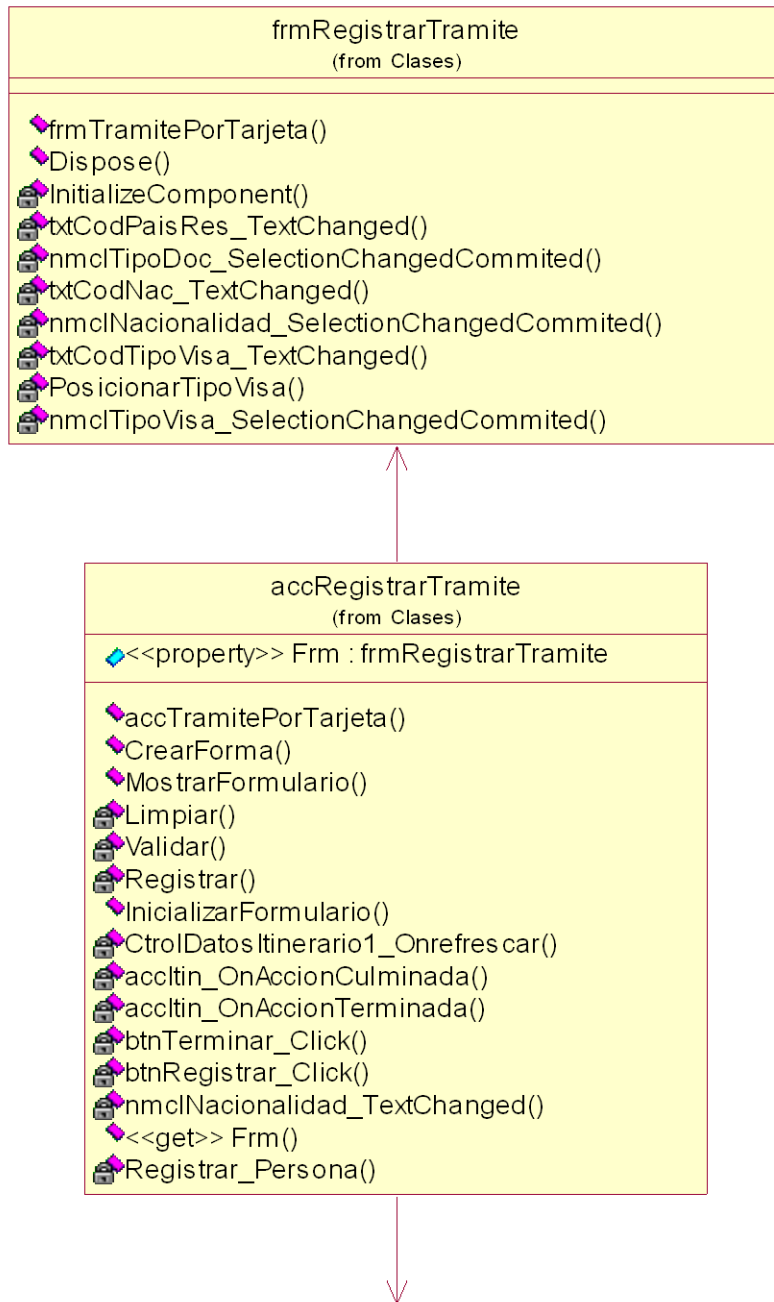 frmRegistrarTramite
(from Clases)
frmTramitePorTarjeta()
Dispose()
InitializeComponent()
txtCodPaisRes_TextChanged()
nmclTipoDoc_SelectionChangedCommited()
txtCodNac_TextChanged()
nmclNacionalidad_SelectionChangedCommited()
txtCodTipoVisa_TextChanged()
PosicionarTipoVisa()
nmclTipoVisa_SelectionChangedCommited()
accRegistrarTramite
(from Clases)
<<property>> Frm : frmRegistrarTramite
accTramitePorTarjeta()
CrearForma()
MostrarFormulario()
Limpiar()
Validar()
Registrar()
InicializarFormulario()
CtrolDatosItinerario1_Onrefrescar()
accItin_OnAccionCulminada()
accItin_OnAccionTerminada()
btnTerminar_Click()
btnRegistrar_Click()
nmclNacionalidad_TextChanged()
<<get>> Frm()
Registrar_Persona()